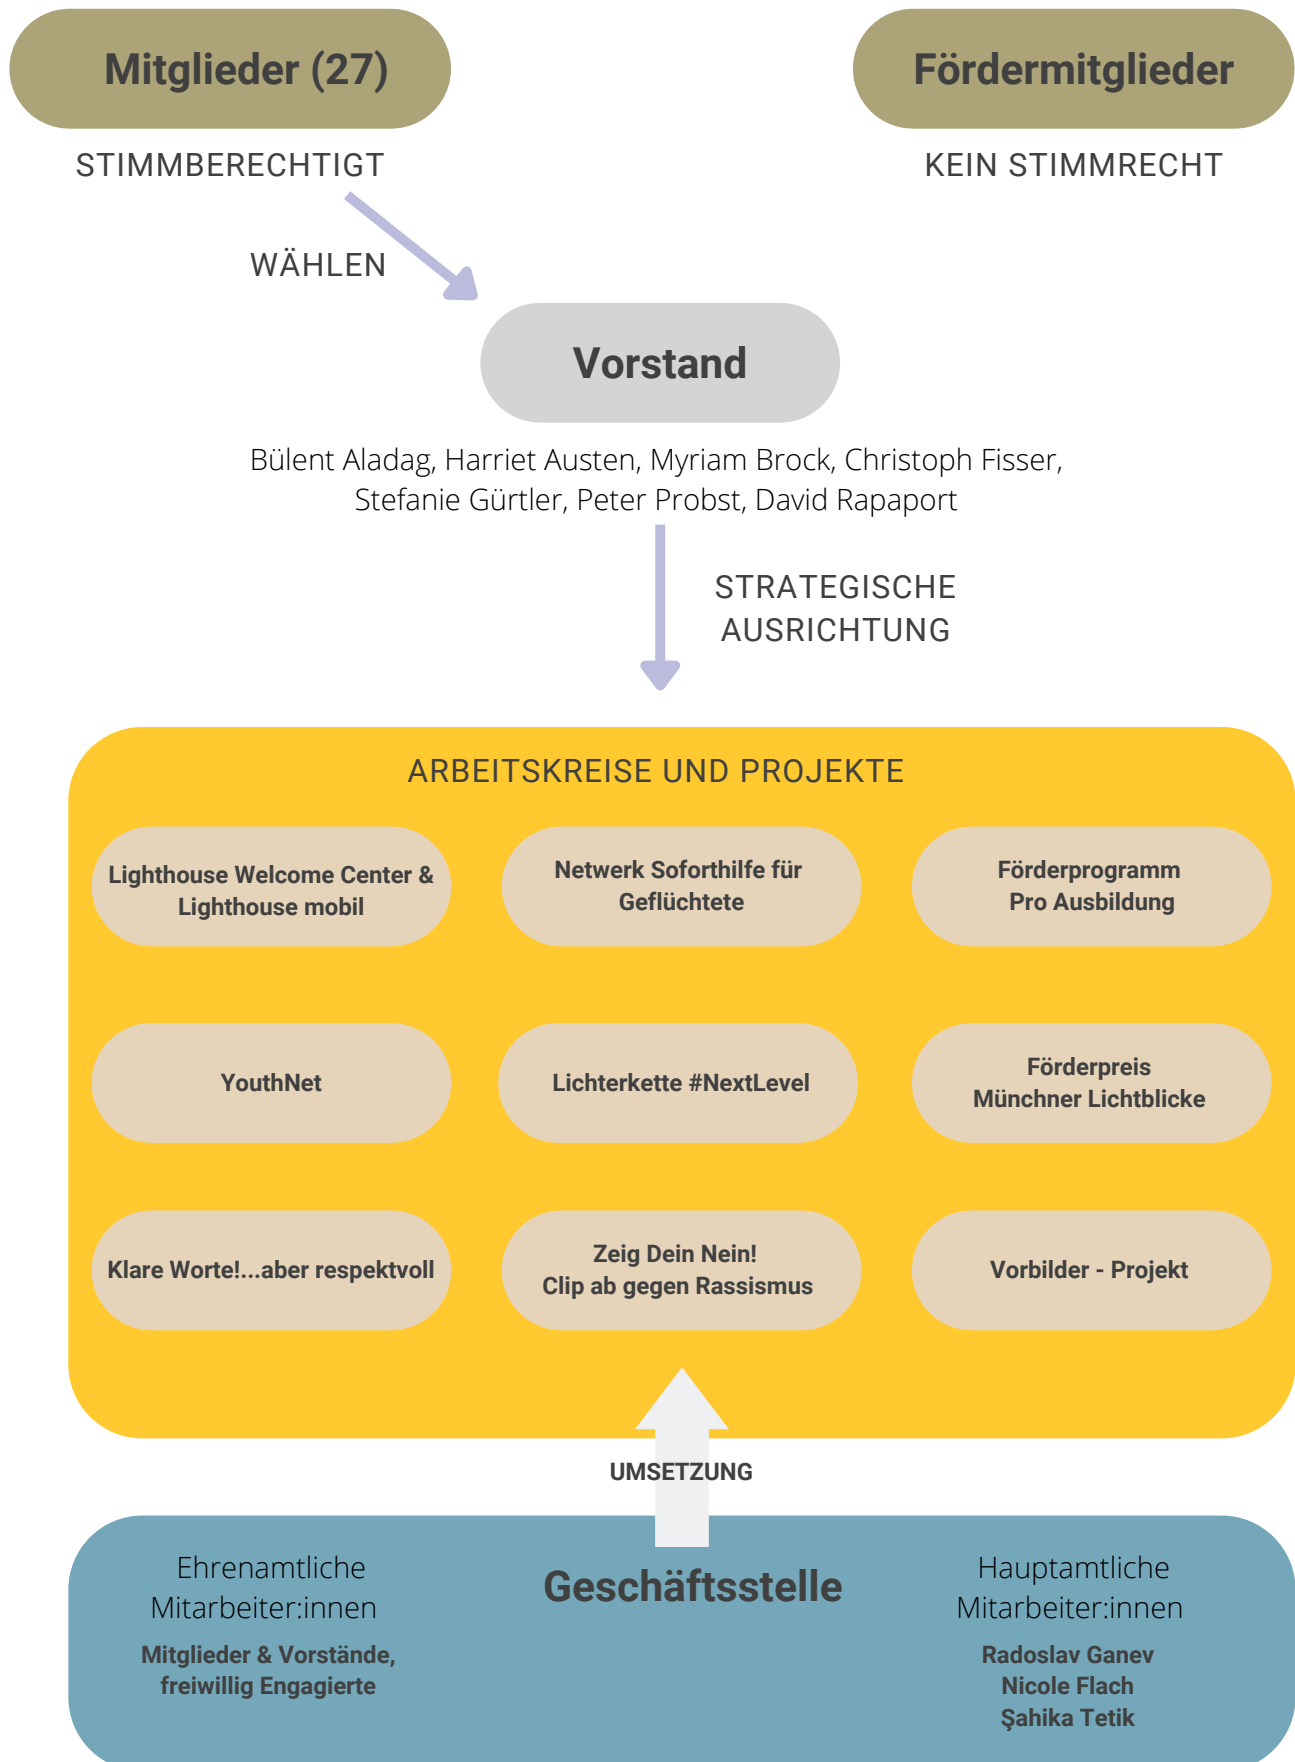 Mitglieder (27)
Fördermitglieder
STIMMBERECHTIGT
KEIN STIMMRECHT
WÄHLEN
Vorstand
Bülent Aladag, Harriet Austen, Myriam Brock, Christoph Fisser,
Stefanie Gürtler, Peter Probst, David Rapaport
STRATEGISCHE
AUSRICHTUNG
ARBEITSKREISE UND PROJEKTE
Lighthouse Welcome Center &
Lighthouse mobil
Netwerk Soforthilfe für
Geflüchtete
Förderprogramm
Pro Ausbildung
YouthNet
Lichterkette #NextLevel
Förderpreis
Münchner Lichtblicke
Klare Worte!...aber respektvoll
Zeig Dein Nein!
Clip ab gegen Rassismus
Vorbilder - Projekt
UMSETZUNG
Ehrenamtliche
Mitarbeiter:innen
Mitglieder & Vorstände,
freiwillig Engagierte
Geschäftsstelle
Hauptamtliche
Mitarbeiter:innen
Radoslav Ganev
Nicole Flach
Şahika Tetik